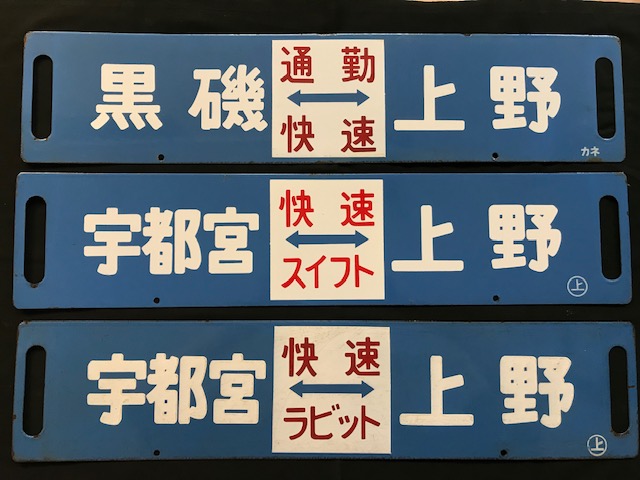 黒磯 通勤快速 上野
カネ
宇都宮 快速スイフト 上野
上
宇都宮 快速ラビット 上野
上